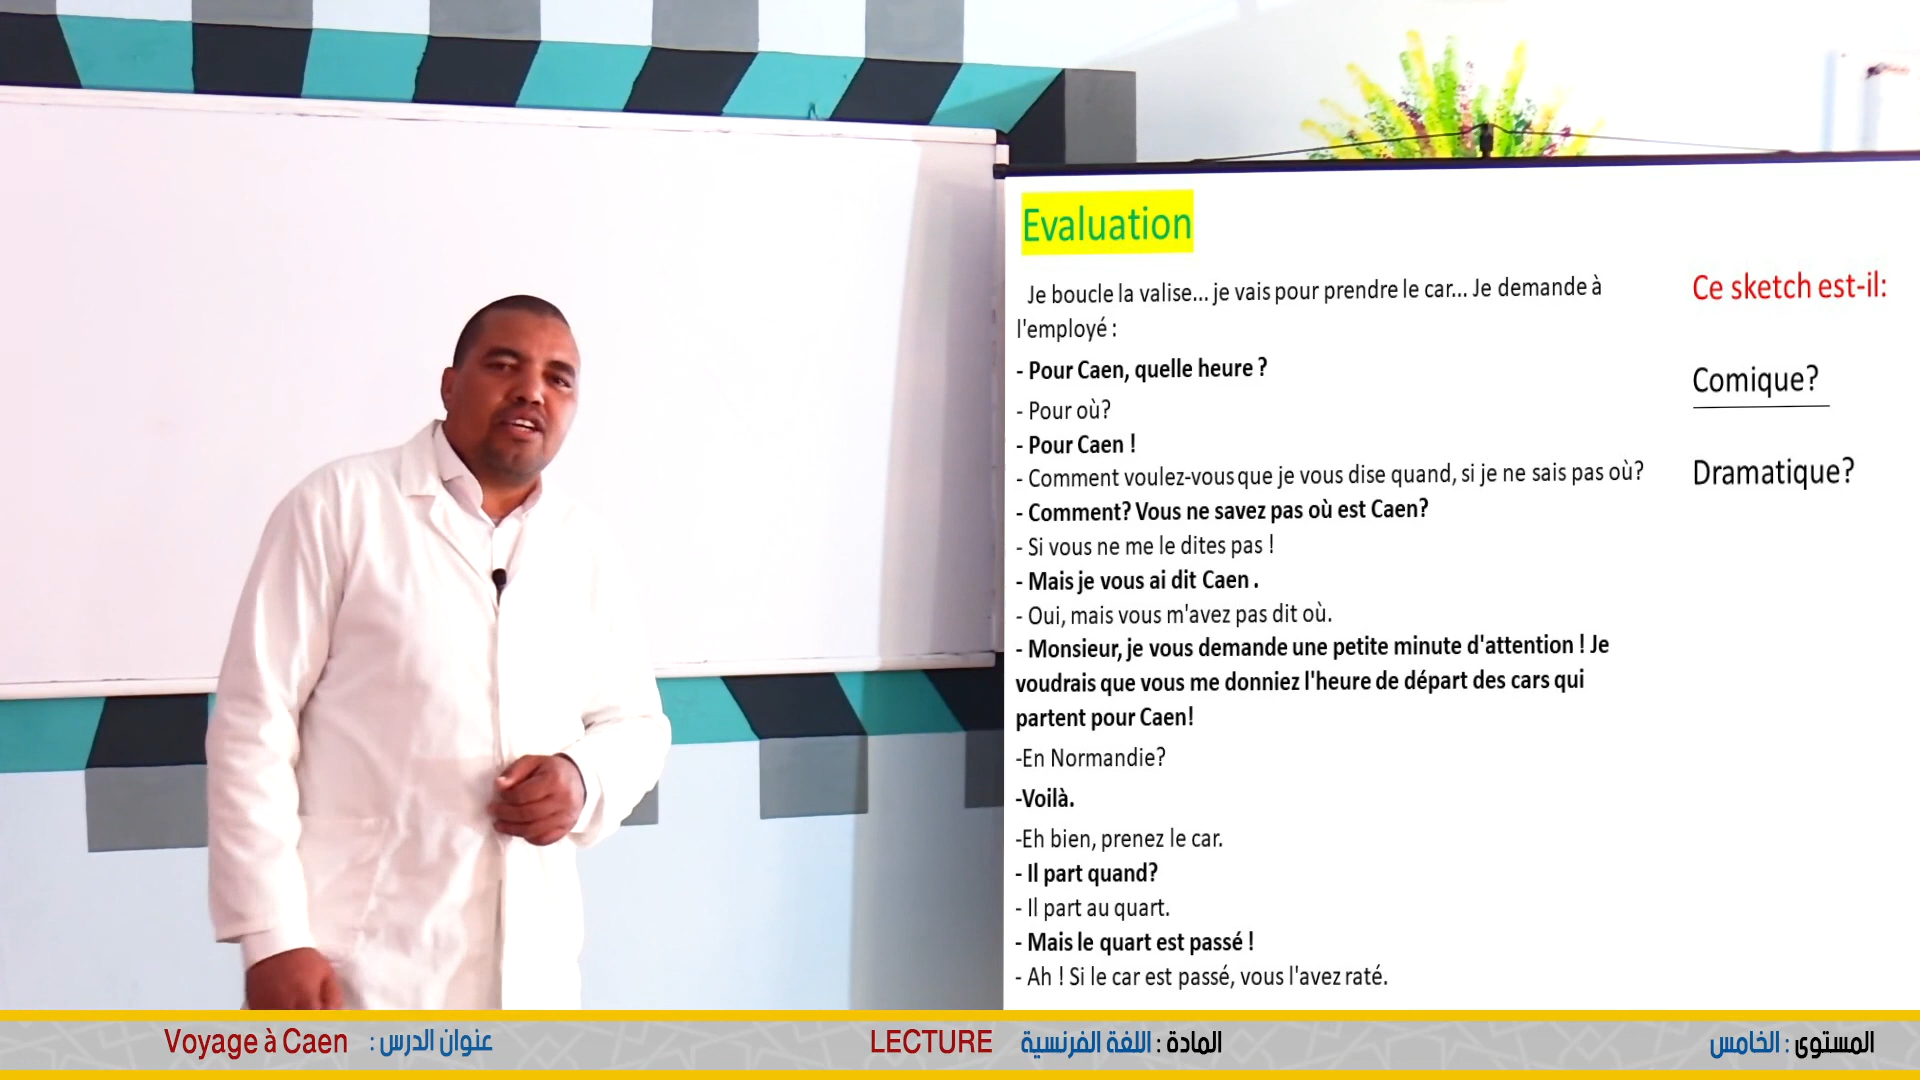 Evaluation
Je boucle la valise... je vais pour prendre le car... Je demande à
l'employé :
- Pour Caen, quelle heure ?
- Pour où?
- Pour Caen !
- Comment voulez-vous que je vous dise quand, si je ne sais pas où?
- Comment? Vous ne savez pas où est Caen?
- Si vous ne me le dites pas !
- Mais je vous ai dit Caen .
- Oui, mais vous m'avez pas dit où.
- Monsieur, je vous demande une petite minute d'attention ! Je
voudrais que vous me donniez l'heure de départ des cars qui
partent pour Caen!
-En Normandie?
-Voilà.
-Eh bien, prenez le car.
- Il part quand?
- Il part au quart.
- Mais le quart est passé !
- Ah ! Si le car est passé, vous l'avez raté.
Ce sketch est-il:
Comique?
Dramatique?
المستوى : الخامس
المادة : اللغة الفرنسية LECTURE
عنوان الدرس : Voyage à Caen